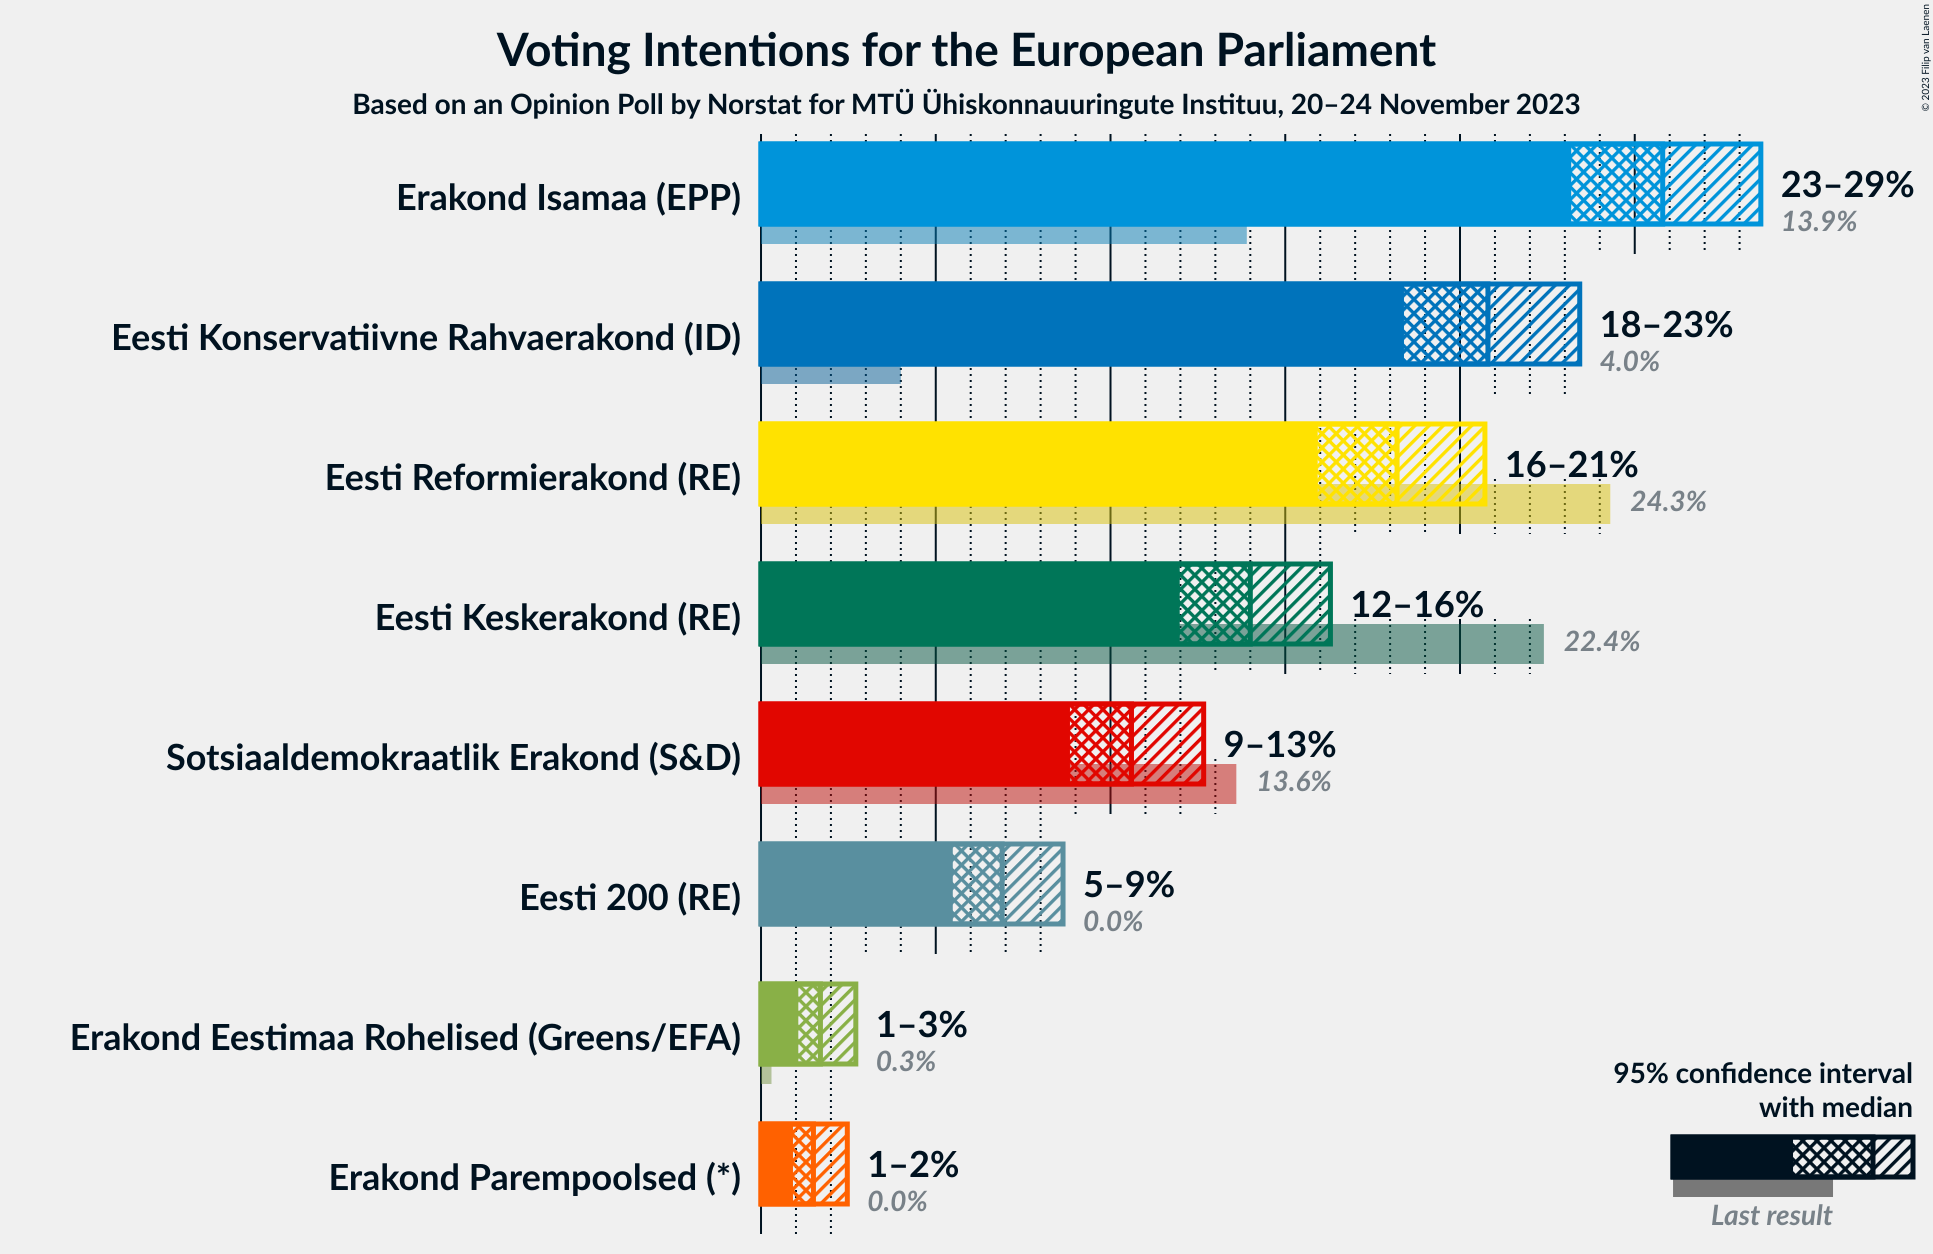 Voting Intentions for the European Parliament
Based on an Opinion Poll by Norstat for MTÜ Ühiskonnauuringute Instituu, 20–24 November 2023
© 2023 Filip van Laenen
Erakond Isamaa (EPP)
23–29%
13.9%
Eesti Konservatiivne Rahvaerakond (ID)
18–23%
4.0%
Eesti Reformierakond (RE)
16–21%
24.3%
Eesti Keskerakond (RE)
12–16%
22.4%
Sotsiaaldemokraatlik Erakond (S&D)
9–13%
13.6%
Eesti 200 (RE)
5–9%
0.0%
Erakond Eestimaa Rohelised (Greens/EFA)
1–3%
0.3%
Erakond Parempoolsed (*)
1–2%
0.0%
95% confidence interval
with median
Last result